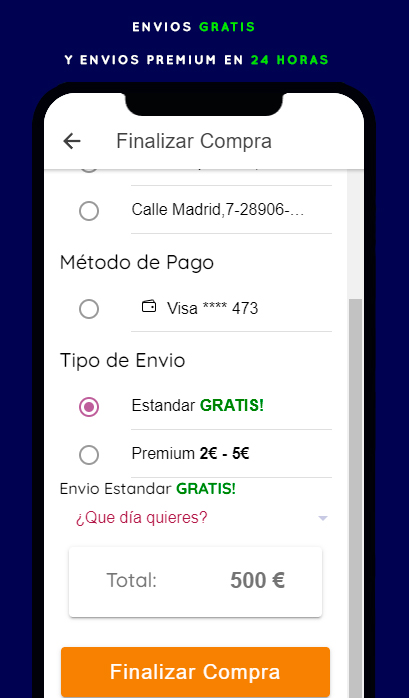 ENVIOS GRATIS
Y ENVIOS PREMIUM EN 24 HORAS
Finalizar Compra
Calle Madrid,7-28906-...
Método de Pago
Visa **** 473
Tipo de Envio
Estandar GRATIS!
Premium 2€ - 5€
Envio Estandar GRATIS!
¿Que día quieres?
Total: 500 €
Finalizar Compra